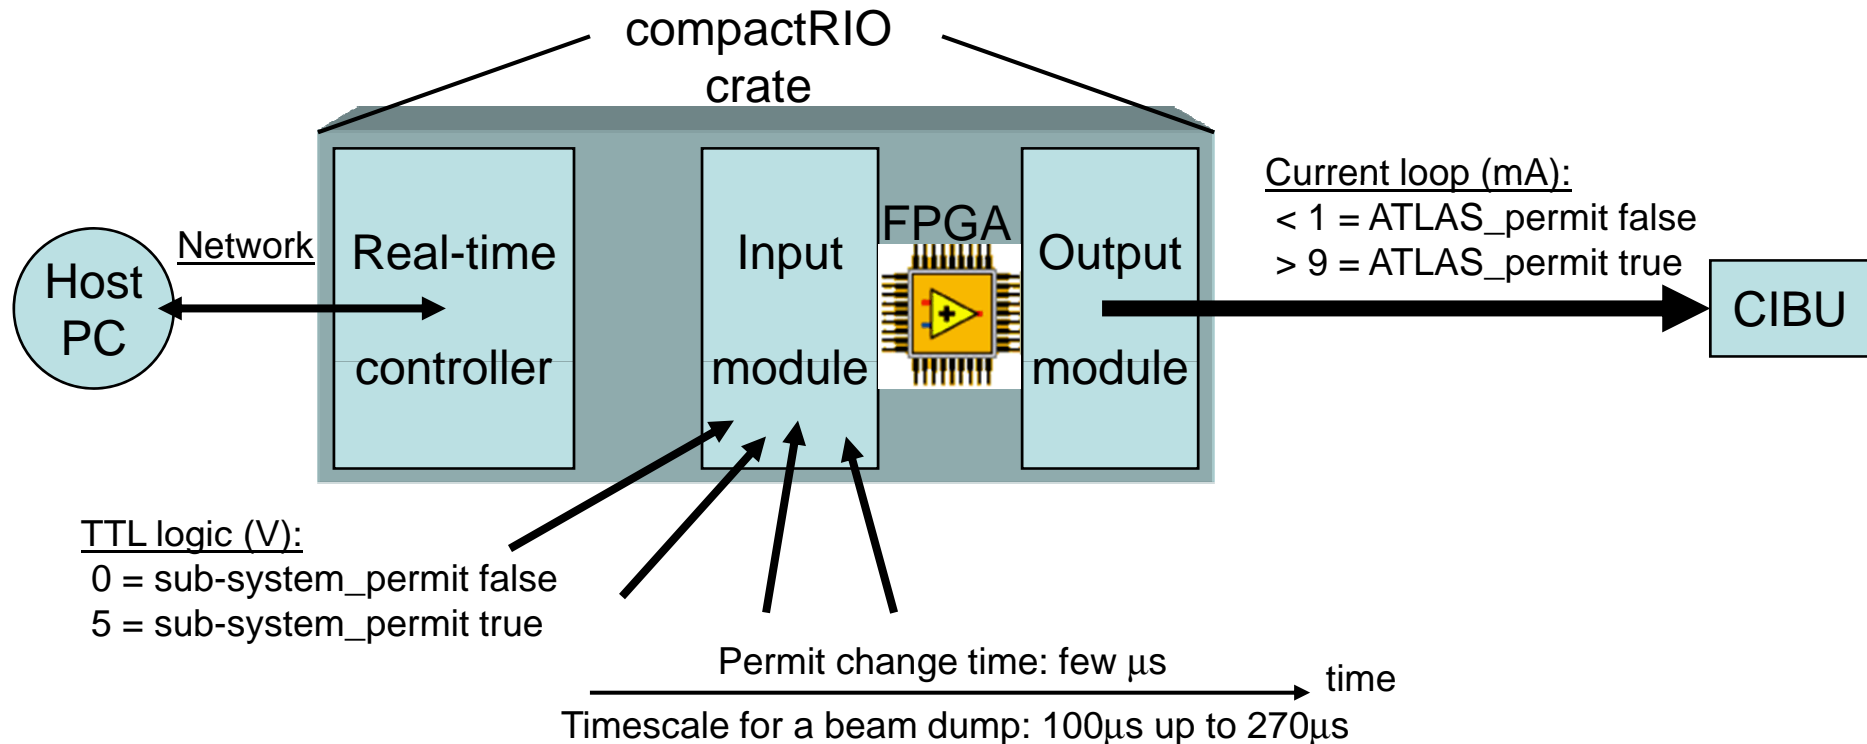 compactRIO
crate
Host
PC
Network
Real-time
controller
Input
module
FPGA
Output
module
Current loop (mA):
< 1 = ATLAS_permit false
> 9 = ATLAS_permit true
CIBU
TTL logic (V):
0 = sub-system_permit false
5 = sub-system_permit true
Permit change time: few μs
time
Timescale for a beam dump: 100μs up to 270μs